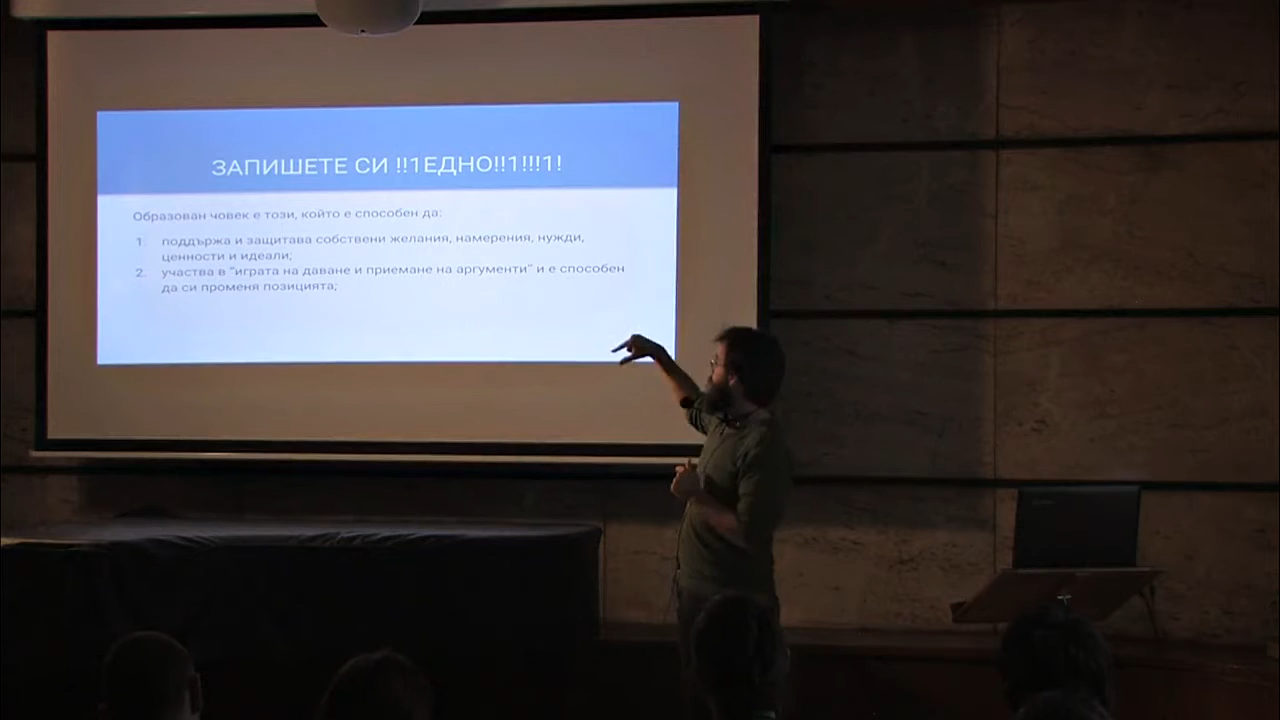 ЗАПИШЕТЕ СИ !!1ЕДНО!!1!!!1!
Образован човек е този, който е способен да:
1. поддържа и защитава собствени желания, намерения, нужди,
ценности и идеали;
2. участва в "играта на даване и приемане на аргументи" и е способен
да си променя позицията;